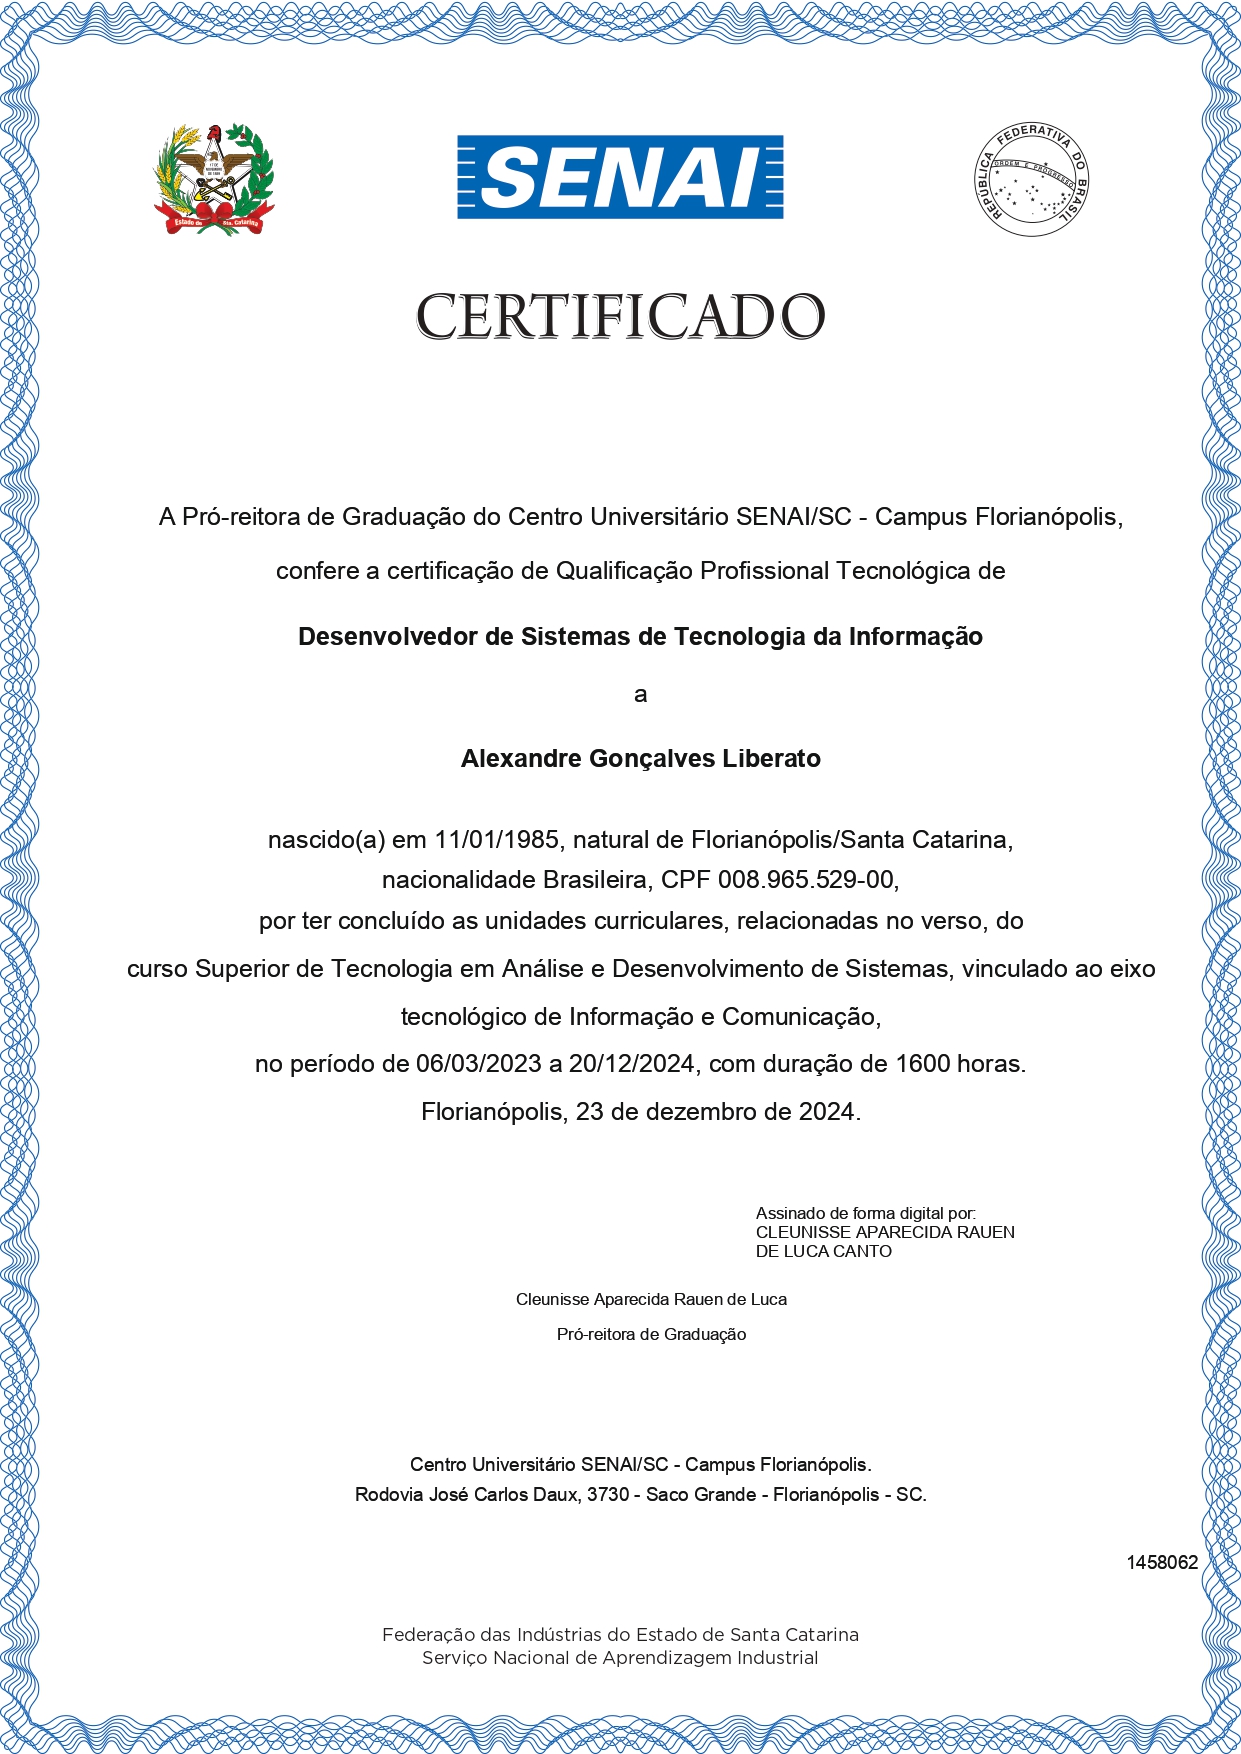 17 DE
NOVEMBRO
DE 1889
Estado de Sta. Catarina
SENAI
REPÚBLICA FEDERATIVA DO BRASIL
ORDEM E PROGRESSO
CERTIFICADO
A Pró-reitora de Graduação do Centro Universitário SENAI/SC - Campus Florianópolis,
confere a certificação de Qualificação Profissional Tecnológica de
Desenvolvedor de Sistemas de Tecnologia da Informação
a
Alexandre Gonçalves Liberato
nascido(a) em 11/01/1985, natural de Florianópolis/Santa Catarina,
nacionalidade Brasileira, CPF 008.965.529-00,
por ter concluído as unidades curriculares, relacionadas no verso, do
curso Superior de Tecnologia em Análise e Desenvolvimento de Sistemas, vinculado ao eixo
tecnológico de Informação e Comunicação,
no período de 06/03/2023 a 20/12/2024, com duração de 1600 horas.
Florianópolis, 23 de dezembro de 2024.
Assinado de forma digital por:
CLEUNISSE APARECIDA RAUEN
DE LUCA CANTO
Cleunisse Aparecida Rauen de Luca
Pró-reitora de Graduação
Centro Universitário SENAI/SC - Campus Florianópolis.
Rodovia José Carlos Daux, 3730 - Saco Grande - Florianópolis - SC.
1458062
Federação das Indústrias do Estado de Santa Catarina
Serviço Nacional de Aprendizagem Industrial